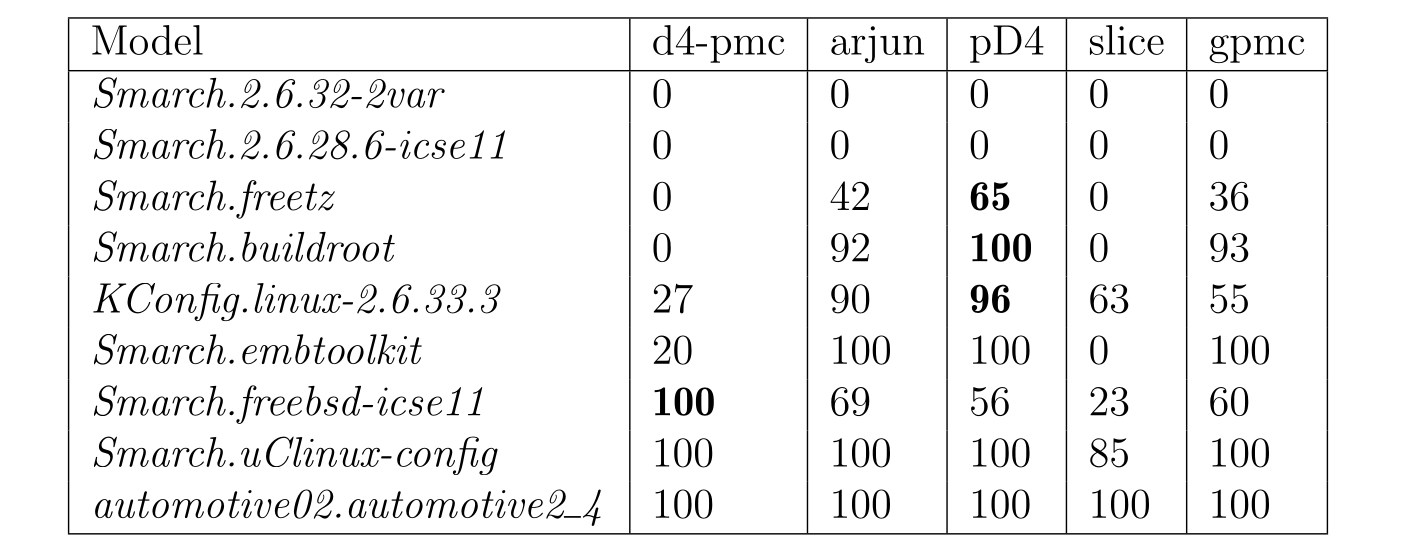 Model d4-pmc arjun pD4 slice gpmc
Smarch.2.6.32-2var 0 0 0 0 0
Smarch.2.6.28.6-icse11 0 0 0 0 0
Smarch.freetz 0 42 65 0 36
Smarch.buildroot 0 92 100 0 93
KConfig.linux-2.6.33.3 27 90 96 63 55
Smarch.embtoolkit 20 100 100 0 100
Smarch.freebsd-icse11 100 69 56 23 60
Smarch.uClinux-config 100 100 100 85 100
automotive02.automotive2_4 100 100 100 100 100